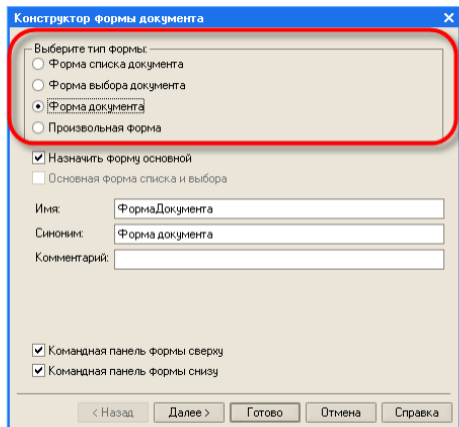 Конструктор формы документа
Выберите тип формы:
Форма списка документа
Форма выбора документа
Форма документа
Произвольная форма
Назначить форму основной
Основная форма списка и выбора
Имя: ФормаДокумента
Синоним: Форма документа
Комментарий:
Командная панель формы сверху
Командная панель формы снизу
< Назад Далее > Готово Отмена Справка